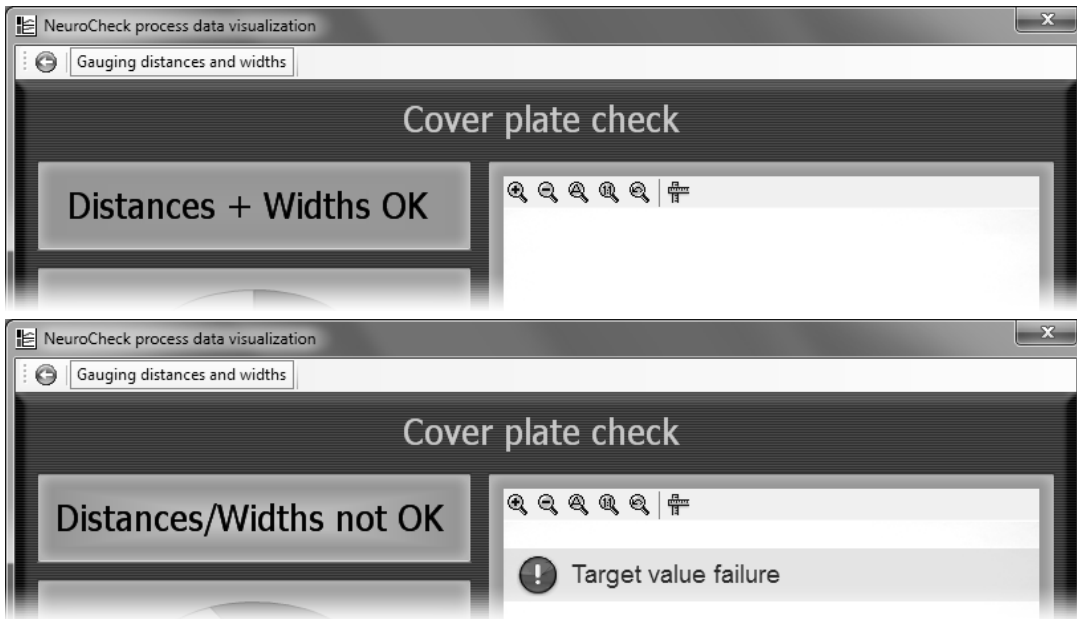 NeuroCheck process data visualization
Gauging distances and widths
Cover plate check
Distances + Widths OK
NeuroCheck process data visualization
Gauging distances and widths
Cover plate check
Distances/Widths not OK
Target value failure